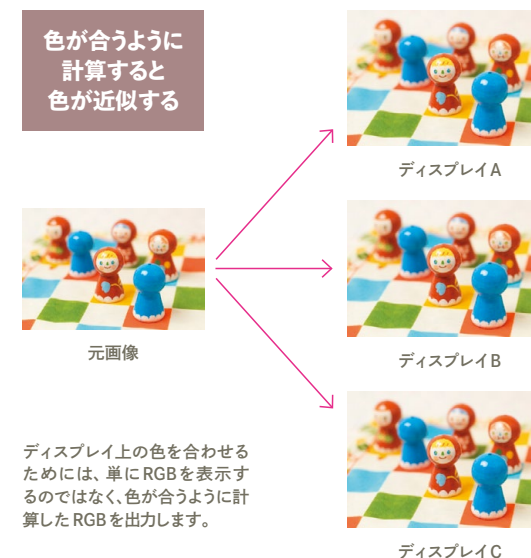 色が合うように
計算すると
色が近似する
ディスプレイA
元画像
ディスプレイB
ディスプレイ上の色を合わせる
ためには、単にRGBを表示す
るのではなく、色が合うように計
算したRGBを出力します。
ディスプレイC